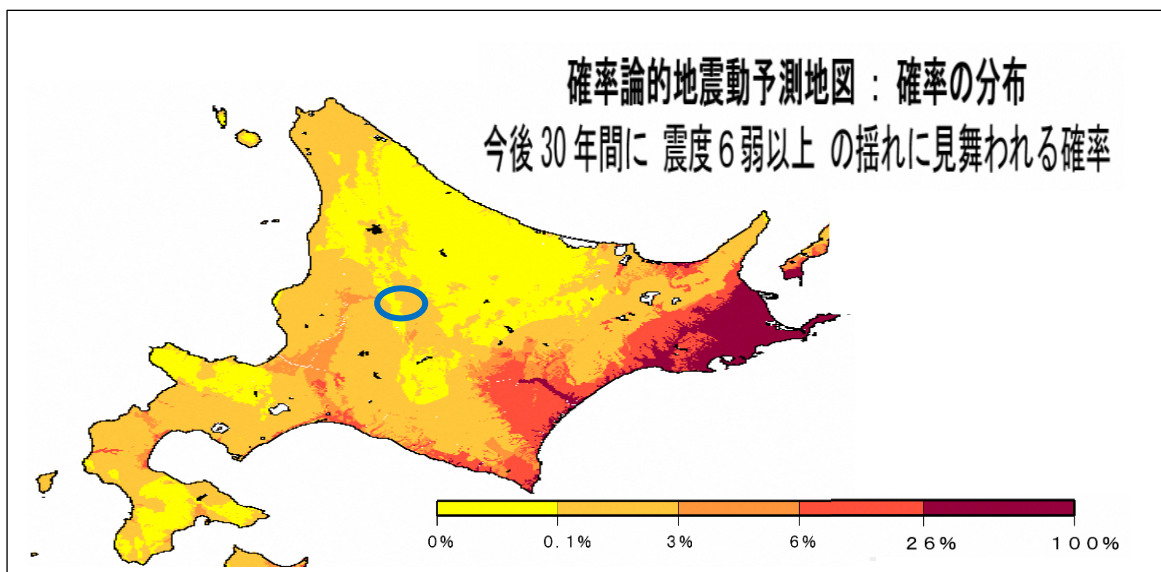 確率論的地震動予測地図 : 確率の分布
今後 30 年間に 震度６弱以上 の揺れに見舞われる確率
0% 0.1% 3% 6% 26% 100%